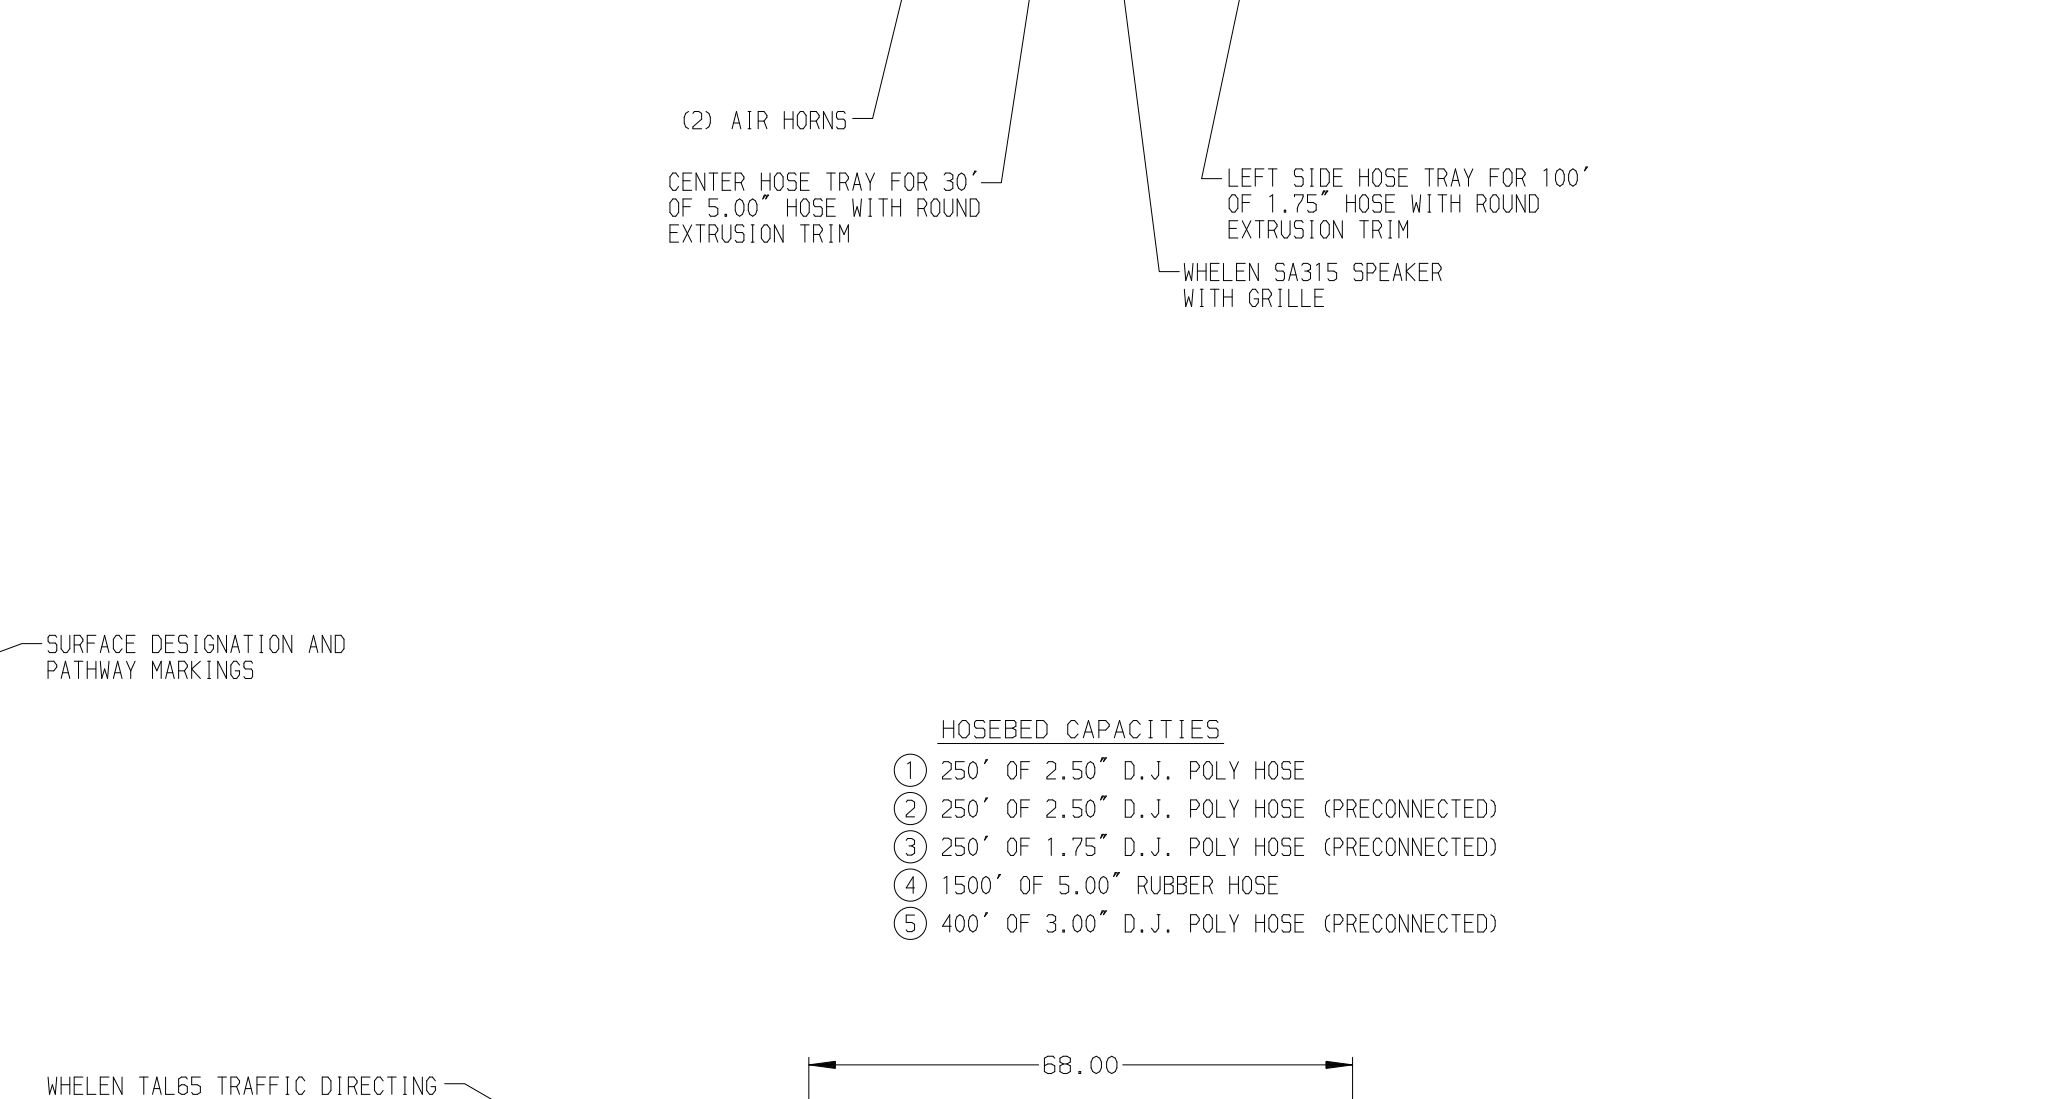 (2) AIR HORNS
CENTER HOSE TRAY FOR 30'
OF 5.00" HOSE WITH ROUND
EXTRUSION TRIM
LEFT SIDE HOSE TRAY FOR 100'
OF 1.75" HOSE WITH ROUND
EXTRUSION TRIM
WHELEN SA315 SPEAKER
WITH GRILLE
SURFACE DESIGNATION AND
PATHWAY MARKINGS
HOSEBED CAPACITIES
1 250' OF 2.50" D.J. POLY HOSE
2 250' OF 2.50" D.J. POLY HOSE (PRECONNECTED)
3 250' OF 1.75" D.J. POLY HOSE (PRECONNECTED)
4 1500' OF 5.00" RUBBER HOSE
5 400' OF 3.00" D.J. POLY HOSE (PRECONNECTED)
68.00
WHELEN TAL65 TRAFFIC DIRECTING